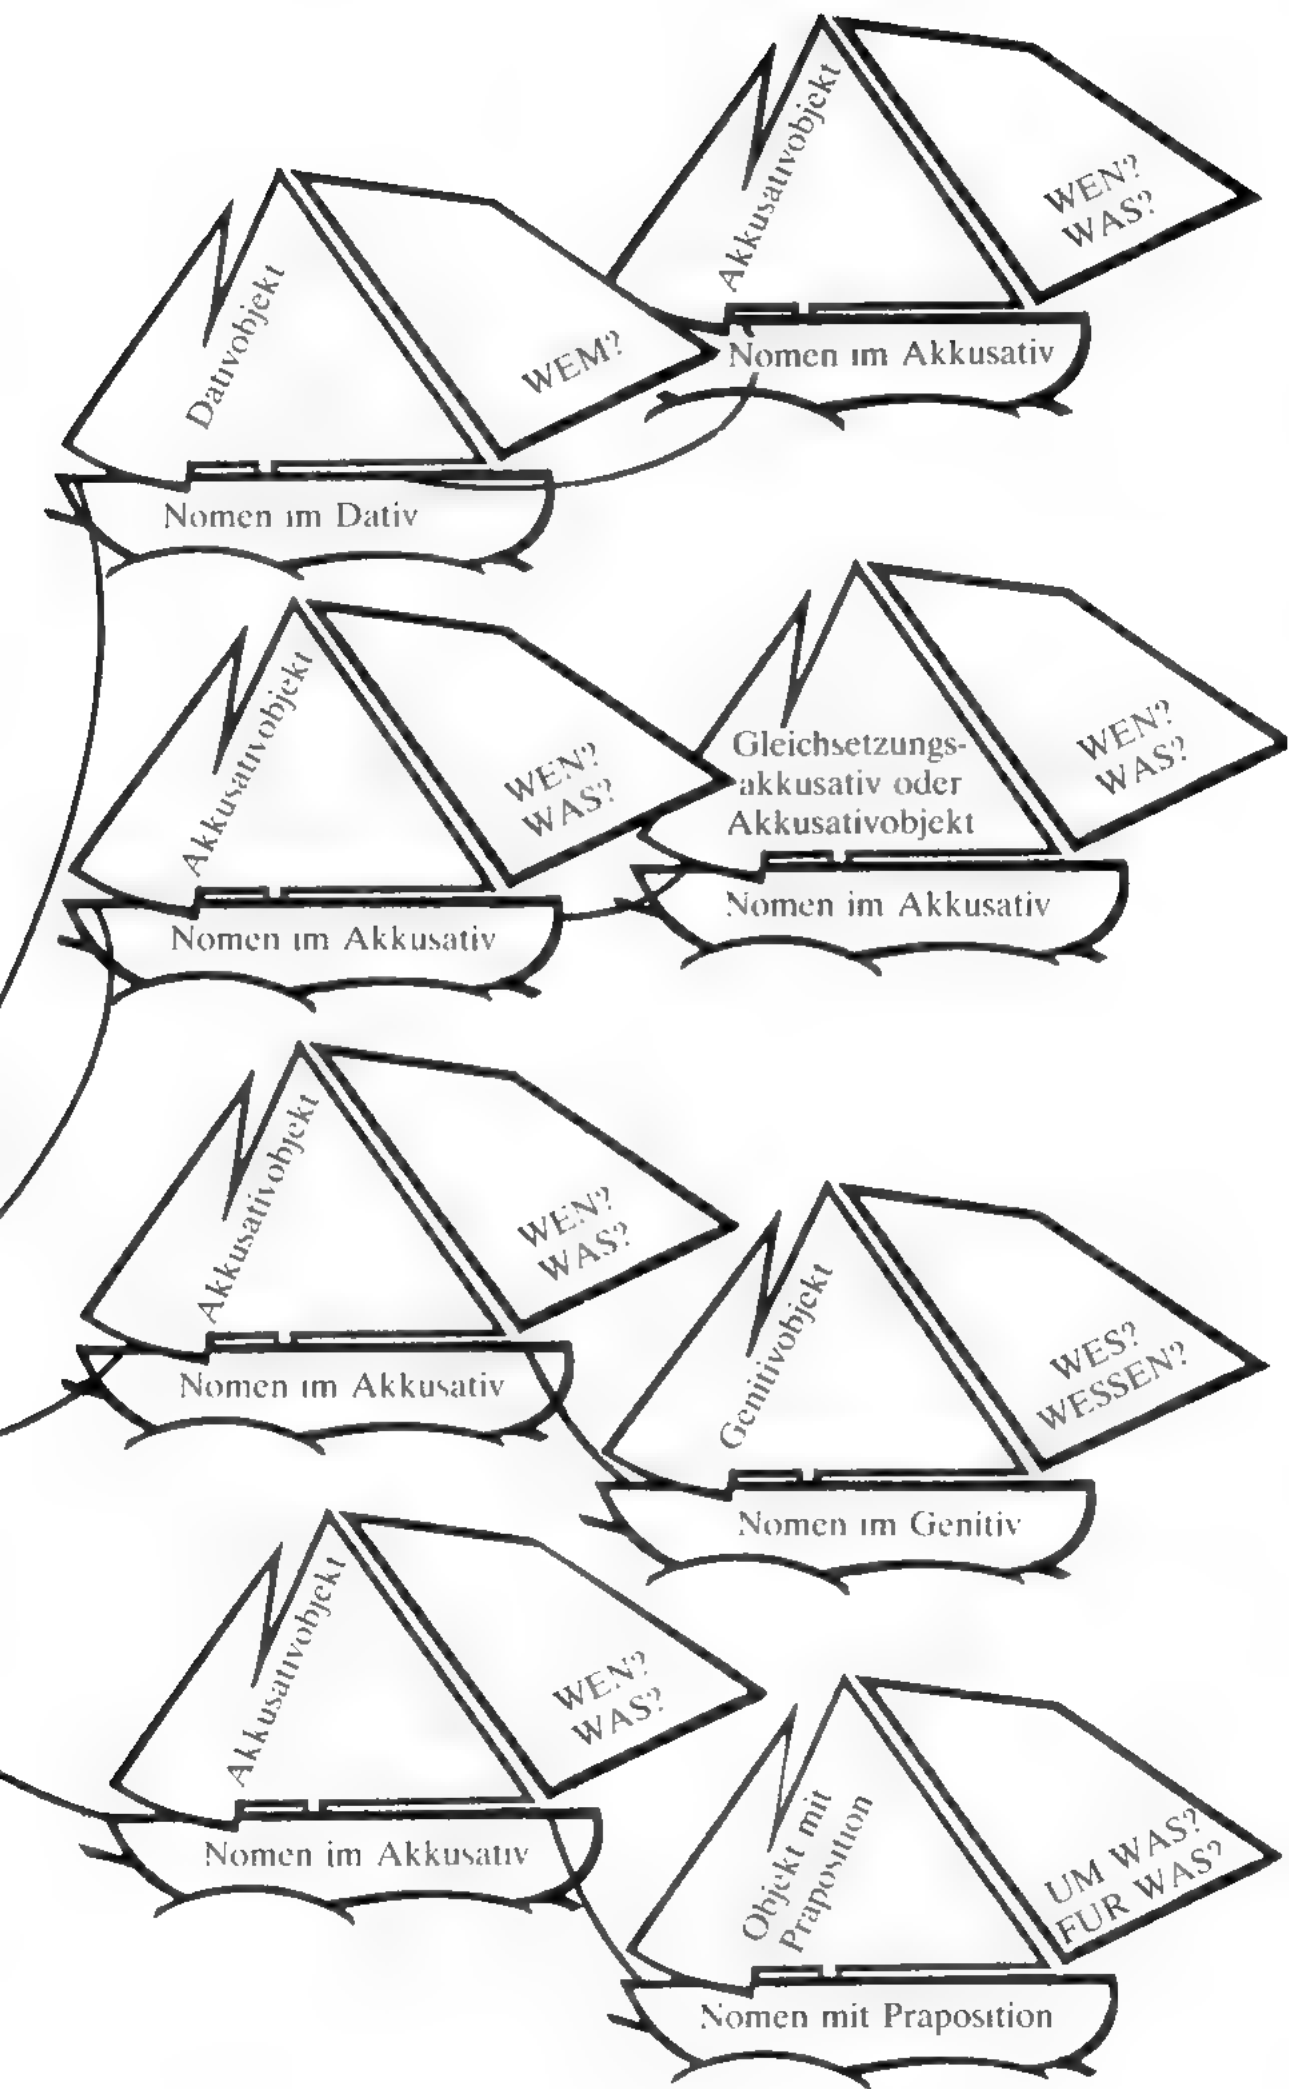 Akkusativobjekt
WEN?
WAS?
Nomen im Akkusativ
Dativobjekt
WEM?
Nomen im Dativ
Akkusativobjekt
WEN?
WAS?
Nomen im Akkusativ
Gleichsetzungs-
akkusativ oder
Akkusativobjekt
WEN?
WAS?
Nomen im Akkusativ
Akkusativobjekt
WEN?
WAS?
Nomen im Akkusativ
Genitivobjekt
WES?
WESSEN?
Nomen im Genitiv
Akkusativobjekt
WEN?
WAS?
Nomen im Akkusativ
Objekt mit
Praposition
UM WAS?
FUR WAS?
Nomen mit Praposition